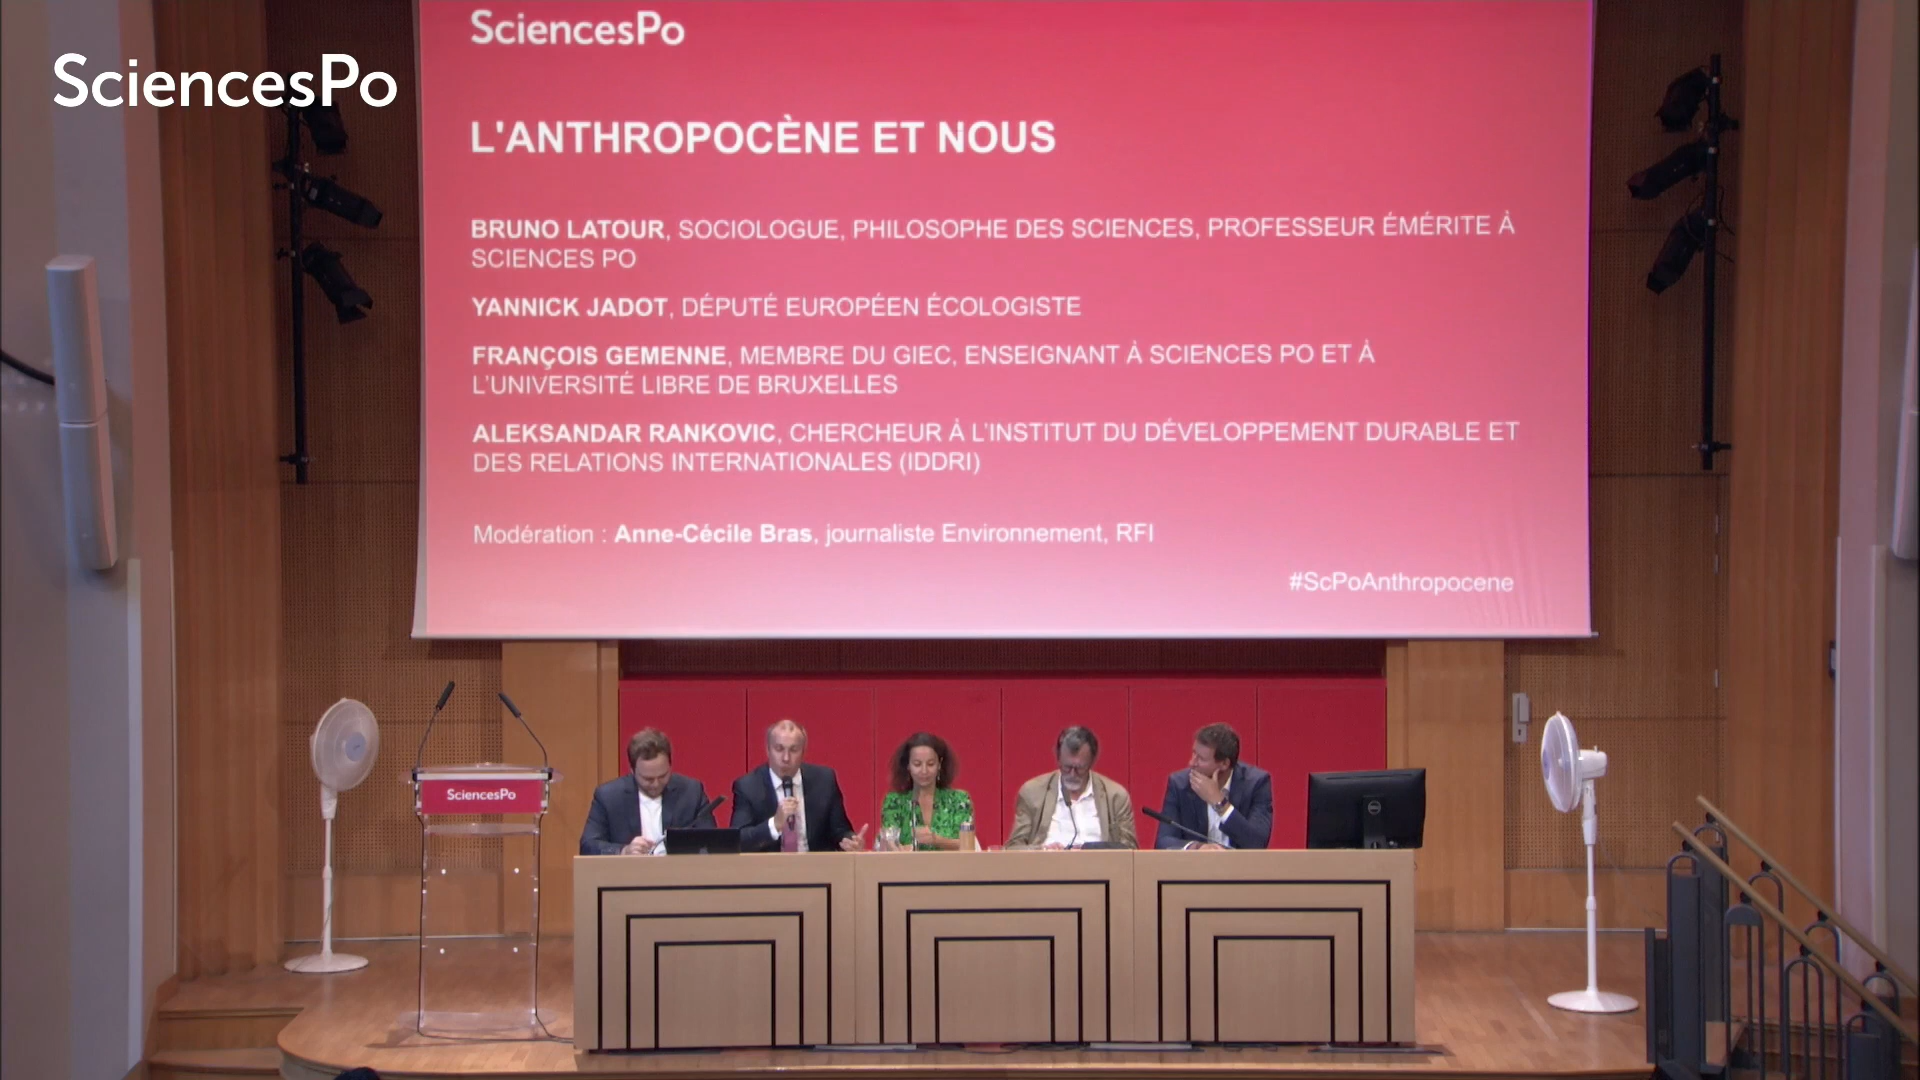 SciencesPo
SciencesPo
L'ANTHROPOCÈNE ET NOUS
BRUNO LATOUR, SOCIOLOGUE, PHILOSOPHE DES SCIENCES, PROFESSEUR ÉMÉRITE À
SCIENCES PO
YANNICK JADOT, DÉPUTÉ EUROPÉEN ÉCOLOGISTE
FRANÇOIS GEMENNE, MEMBRE DU GIEC, ENSEIGNANT À SCIENCES PO ET À
L'UNIVERSITÉ LIBRE DE BRUXELLES
ALEKSANDAR RANKOVIC, CHERCHEUR À L'INSTITUT DU DÉVELOPPEMENT DURABLE ET
DES RELATIONS INTERNATIONALES (IDDRI)
Modération : Anne-Cécile Bras, journaliste Environnement, RFI
#ScPoAnthropocene
SciencesPo
DELL